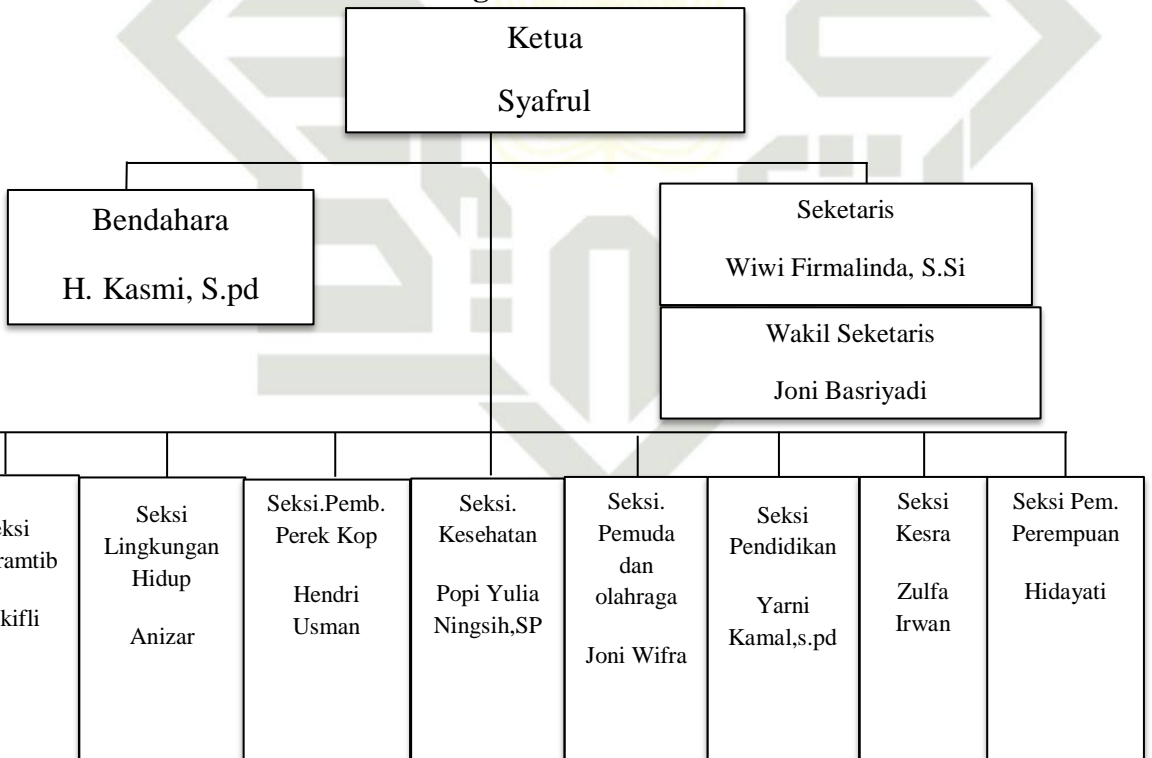 Ketua
Syafrul
Bendahara
H. Kasmi, S.pd
Seketaris
Wiwi Firmalinda, S.Si
Wakil Seketaris
Joni Basriyadi
Seksi
Lingkungan
Hidup
Anizar
Seksi.Pemb.
Perek Kop
Hendri
Usman
Seksi.
Kesehatan
Popi Yulia
Ningsih,SP
Seksi.
Pemuda
dan
olahraga
Joni Wifra
Seksi
Pendidikan
Yarni
Kamal,s.pd
Seksi
Kesra
Zulfa
Irwan
Seksi Pem.
Perempuan
Hidayati